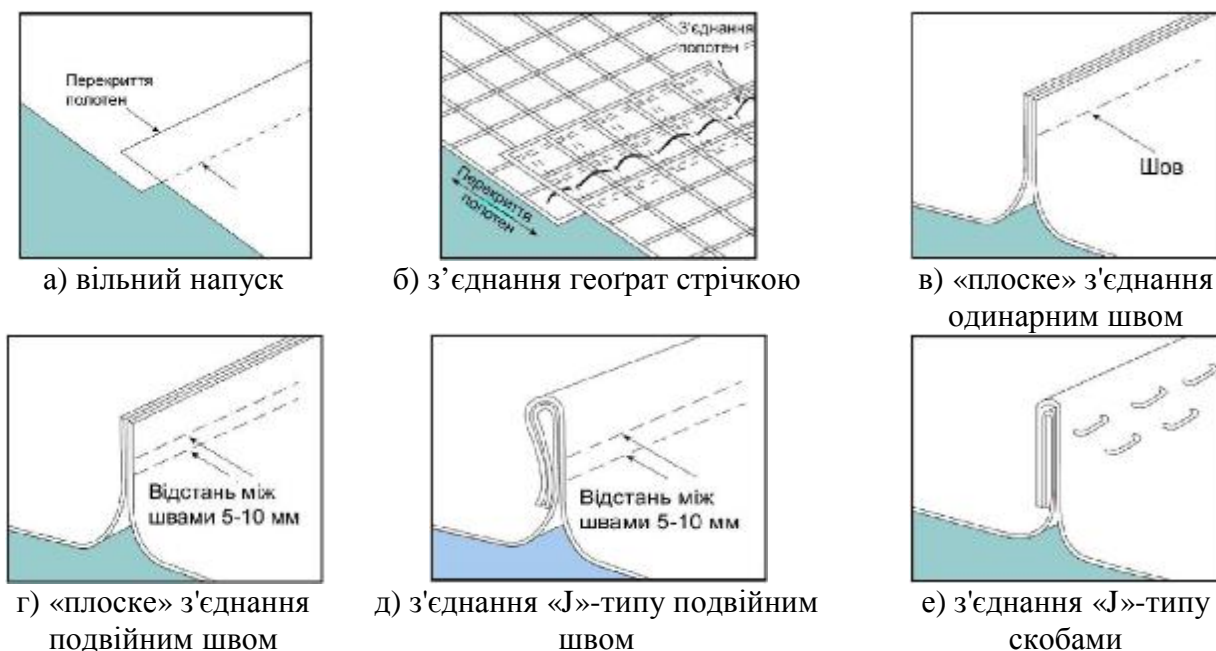 Перекриття
полотен
а) вільний напуск
З'єднання
полотен
Перекриття
полотен
б) з’єднання геоґрат стрічкою
Шов
в) «плоске» з'єднання
одинарним швом
Відстань між
швами 5-10 мм
г) «плоске» з'єднання
подвійним швом
Відстань між
швами 5-10 мм
д) з'єднання «J»-типу подвійним
швом
е) з'єднання «J»-типу
скобами